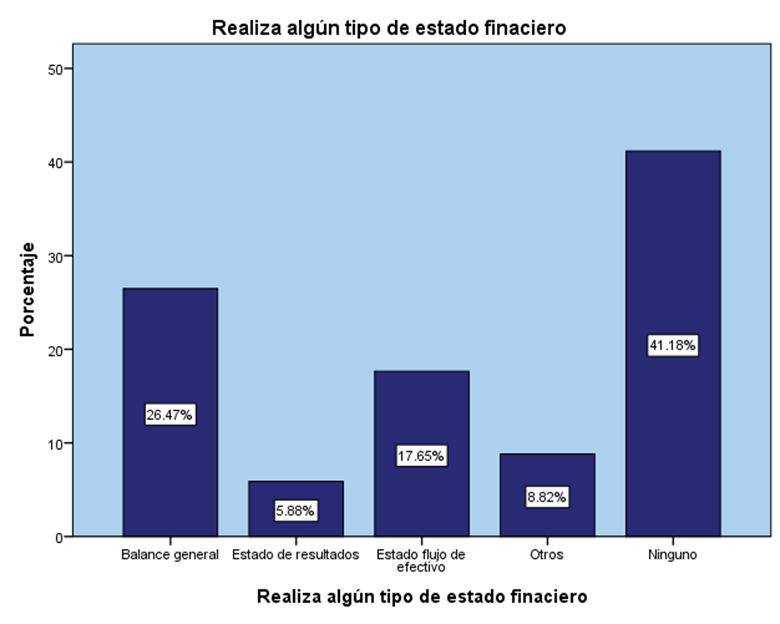 Realiza algún tipo de estado finaciero
Porcentaje
50
40
30
20
10
0
26.47%
5.88%
17.65%
8.82%
41.18%
Balance general
Estado de resultados
Estado flujo de
efectivo
Otros
Ninguno
Realiza algún tipo de estado finaciero